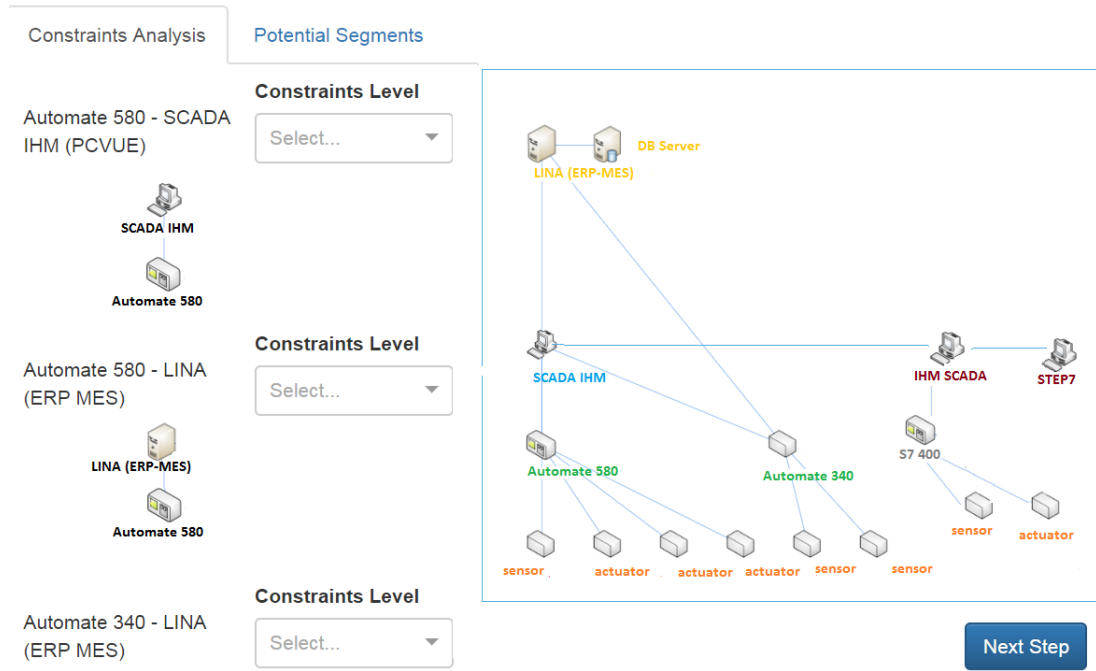 Constraints Analysis
Potential Segments
Automate 580 - SCADA
IHM (PCVUE)
Constraints Level
Select...
SCADA IHM
Automate 580
Automate 580 - LINA
(ERP MES)
Constraints Level
Select...
LINA (ERP-MES)
Automate 580
Automate 340 - LINA
(ERP MES)
Constraints Level
Select...
DB Server
LINA (ERP-MES)
SCADA IHM
IHM SCADA
STEP7
Automate 580
Automate 340
S7 400
sensor
actuator
sensor
actuator
actuator
actuator
sensor
sensor
Next Step